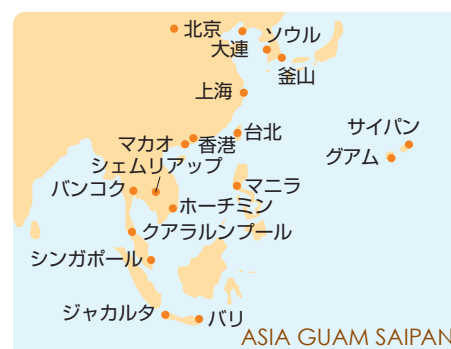 北京
ソウル
大連
釜山
上海
台北
マカオ
香港
サイパン
グアム
シェムリアップ
バンコク
マニラ
ホーチミン
クアラルンプール
シンガポール
ジャカルタ
バリ
ASIA GUAM SAIPAN